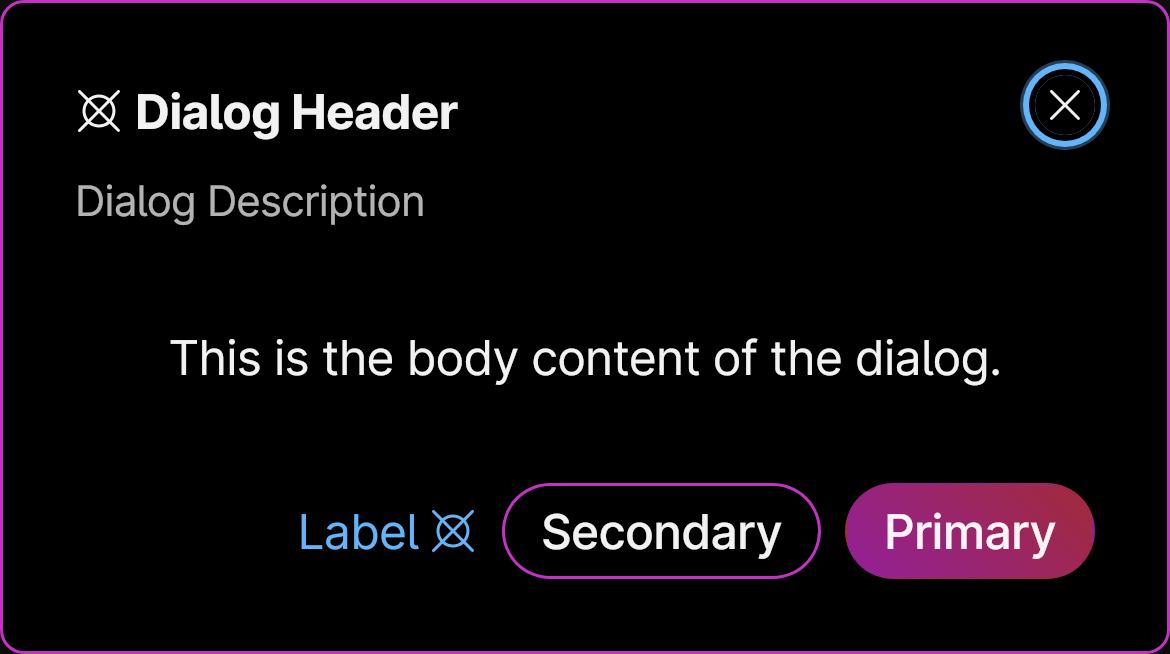 Dialog Header
Dialog Description
This is the body content of the dialog.
Label
Secondary
Primary